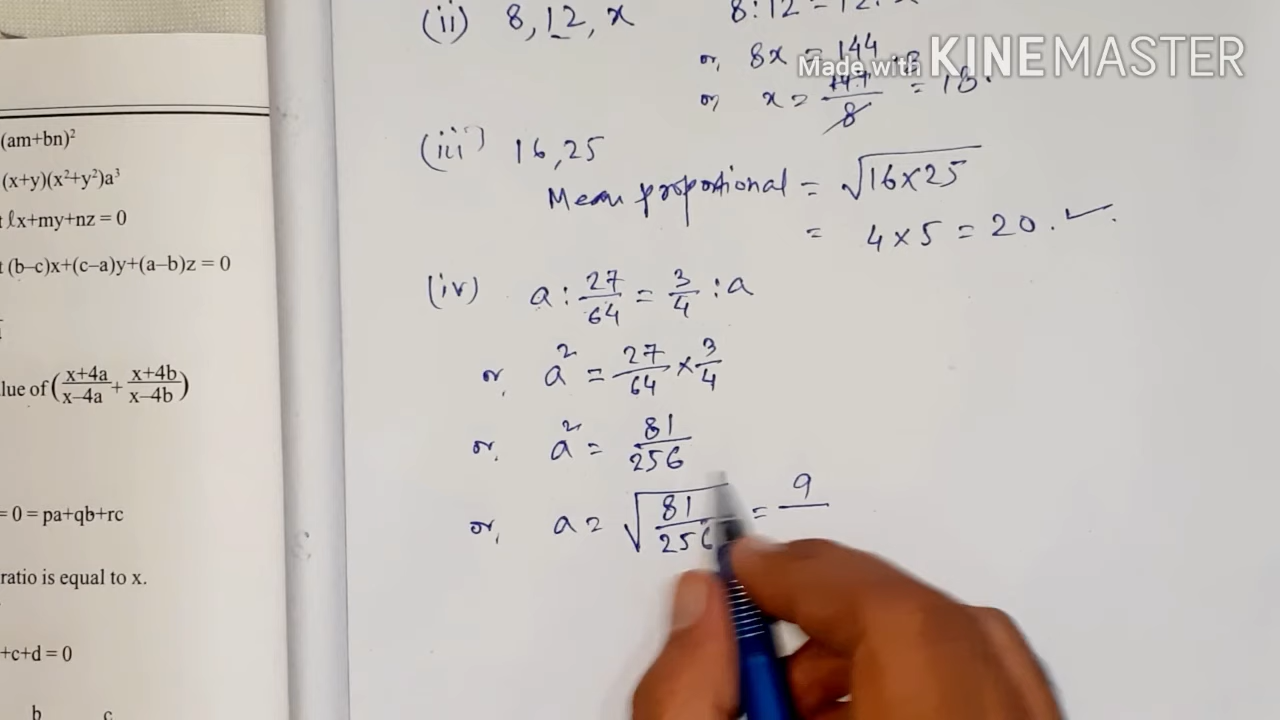 (am+bn)²
(x+y)(x²+y²)a³
ℓx+my+nz = 0
(b–c)x+(c–a)y+(a–b)z = 0
lue of (x+4a/x–4a + x+4b/x–4b)
= 0 = pa+qb+rc
ratio is equal to x.
+c+d = 0
b c
(ii) 8,12, x 8:12 = 12:
or, 8x = 144
or x = 144/8 = 18.
Made with KINEMASTER
(iii) 16,25
Mean proportional = √16×25
= 4×5 = 20.
(iv) a : 27/64 = 3/4 : a
or, a² = 27/64 × 3/4
or, a² = 81/256
or, a = √81/256 = 9